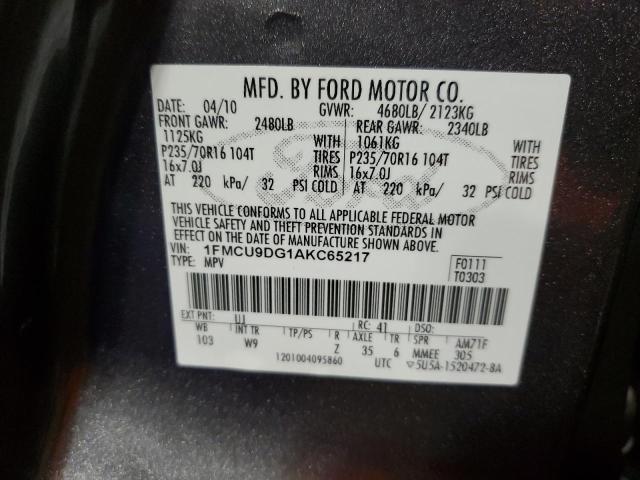 MFD. BY FORD MOTOR CO.
DATE: 04/10 GVWR: 4680LB/ 2123KG
FRONT GAWR: 2480LB REAR GAWR: 2340LB
1125KG WITH 1061KG WITH
P235/70R16 104T TIRES P235/70R16 104T TIRES
16x7.0J RIMS 16x7.0J RIMS
AT 220 kPa/ 32 PSI COLD AT 220 kPa/ 32 PSI COLD
THIS VEHICLE CONFORMS TO ALL APPLICABLE FEDERAL MOTOR
VEHICLE SAFETY AND THEFT PREVENTION STANDARDS IN
EFFECT ON THE DATE OF MANUFACTURE SHOWN ABOVE.
VIN: 1FMCU9DG1AKC65217 F0111
TYPE: MPV T0303
EXT PNT: UJ RC: 41 DSO:
WB INT TR TP/PS R AXLE TR SPR AM71F
103 W9 Z 35 6 MMEE 305
1201004095860 UTC ▽5U5A-1520472-8A
Ford